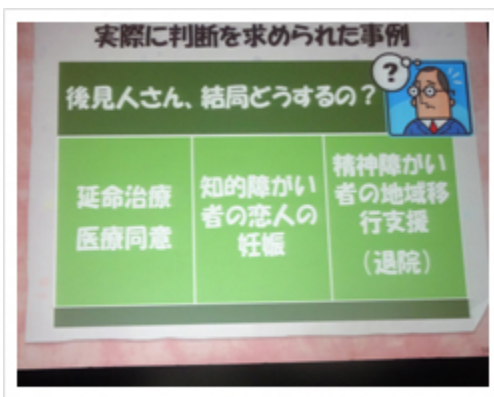 実際に判断を求められた事例
?
後見人さん、結局どうするの？
延命治療
医療同意
知的障がい
者の恋人の
妊娠
精神障がい
者の地域移
行支援
（退院）